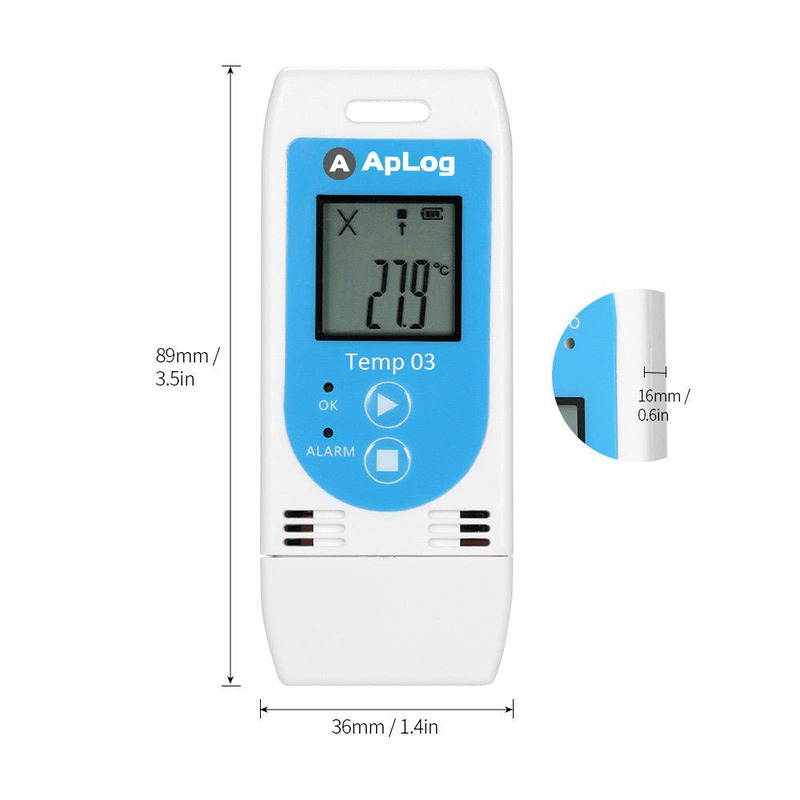 A ApLog
X
27.9 °C
Temp 03
OK
ALARM
89mm /
3.5in
36mm / 1.4in
O
16mm /
0.6in